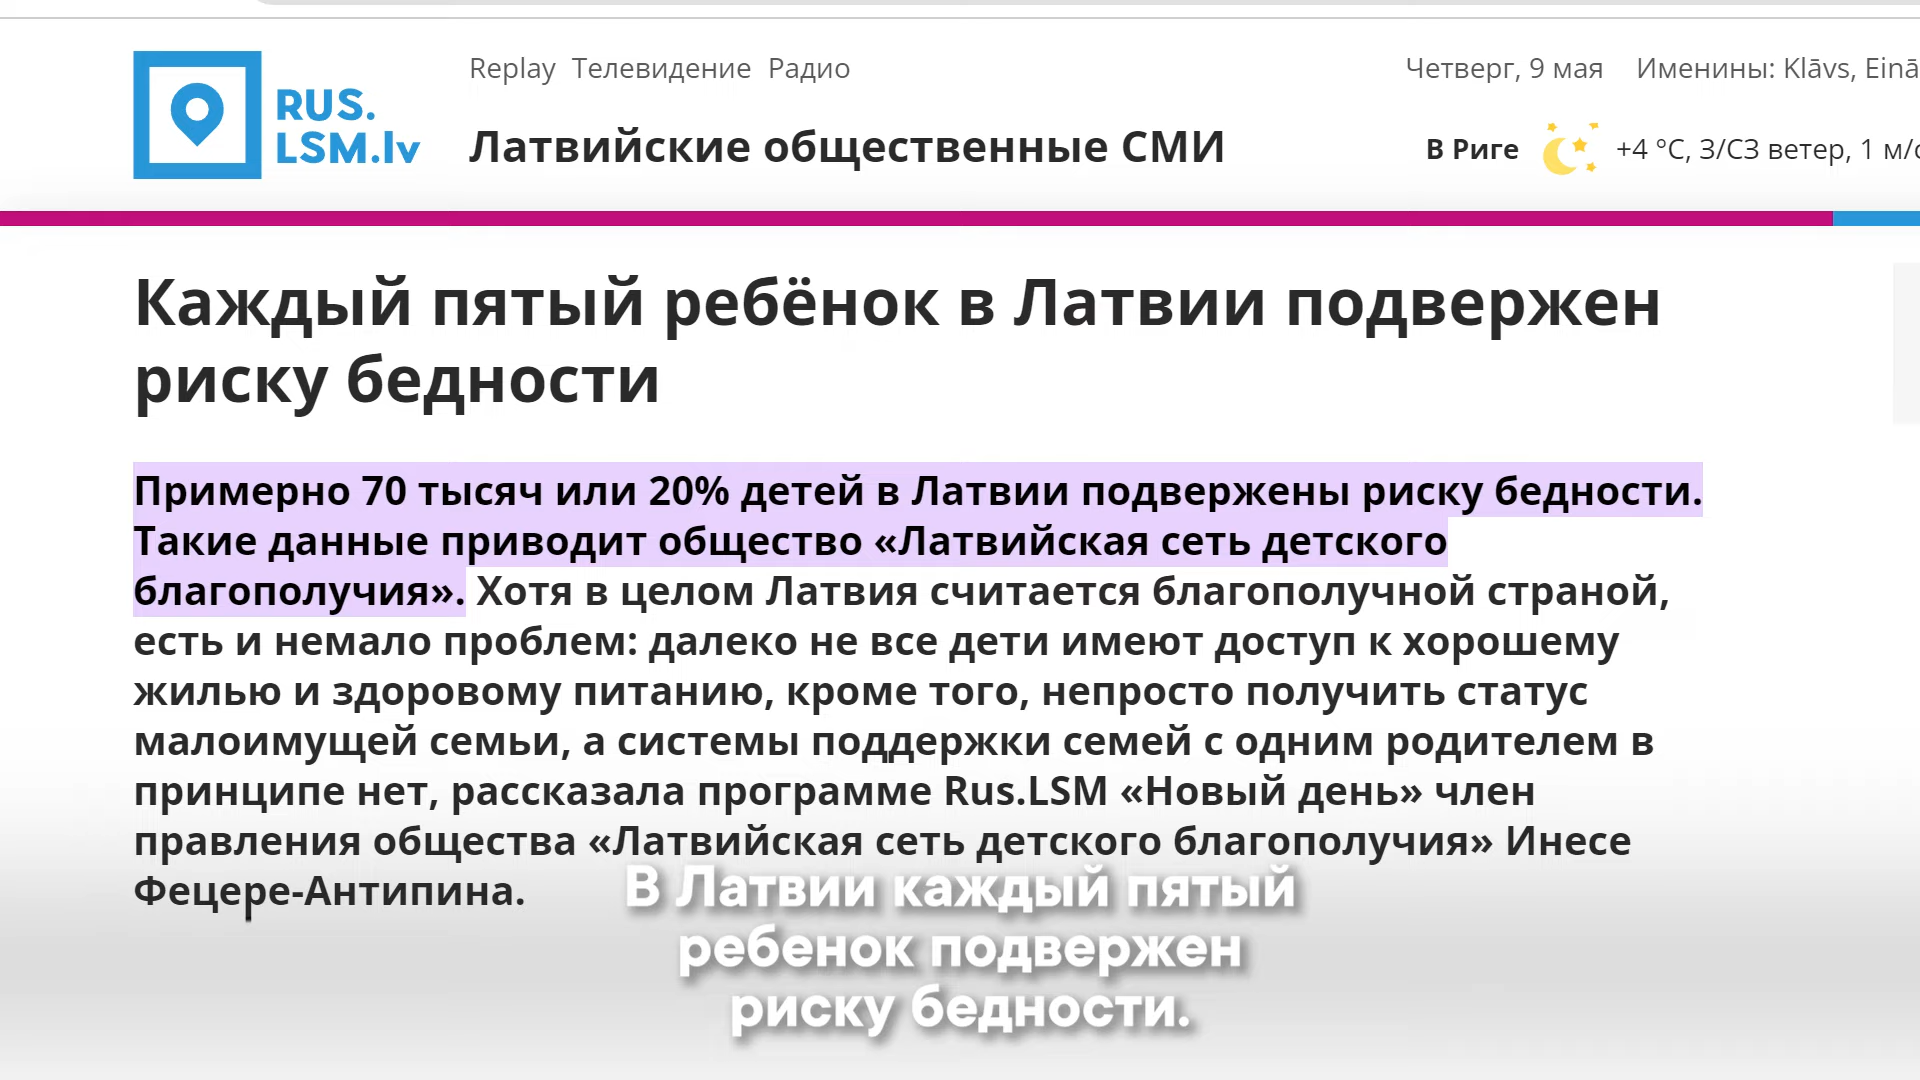 Replay Телевидение Радио
Четверг, 9 мая Именины: Klāvs, Einā
RUS.
LSM.lv
Латвийские общественные СМИ
В Риге +4 °C, З/СЗ ветер, 1 м/с
Каждый пятый ребёнок в Латвии подвержен
риску бедности
Примерно 70 тысяч или 20% детей в Латвии подвержены риску бедности.
Такие данные приводит общество «Латвийская сеть детского
благополучия». Хотя в целом Латвия считается благополучной страной,
есть и немало проблем: далеко не все дети имеют доступ к хорошему
жилью и здоровому питанию, кроме того, непросто получить статус
малоимущей семьи, а системы поддержки семей с одним родителем в
принципе нет, рассказала программе Rus.LSM «Новый день» член
правления общества «Латвийская сеть детского благополучия» Инесе
Фецере-Антипина.
В Латвии каждый пятый
ребенок подвержен
риску бедности.